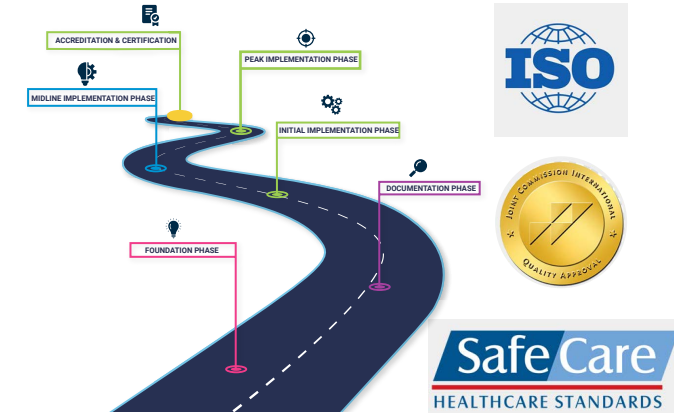 ACCREDITATION & CERTIFICATION
PEAK IMPLEMENTATION PHASE
MIDLINE IMPLEMENTATION PHASE
INITIAL IMPLEMENTATION PHASE
DOCUMENTATION PHASE
FOUNDATION PHASE
ISO
JOINT COMMISSION INTERNATIONAL
QUALITY APPROVAL
SafeCare
HEALTHCARE STANDARDS